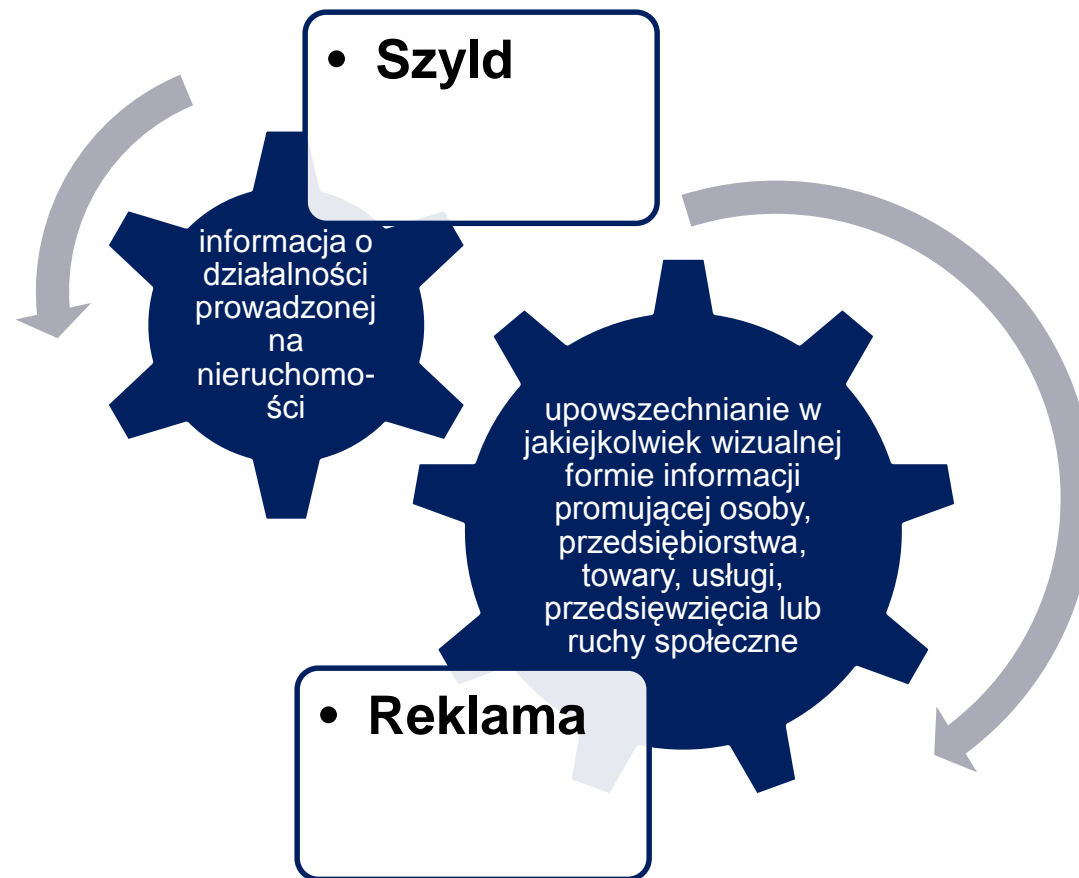 • Szyld
informacja o
działalności
prowadzonej
na
nieruchomo-
ści
upowszechnianie w
jakiejkolwiek wizualnej
formie informacji
promującej osoby,
przedsiębiorstwa,
towary, usługi,
przedsięwzięcia lub
ruchy społeczne
• Reklama